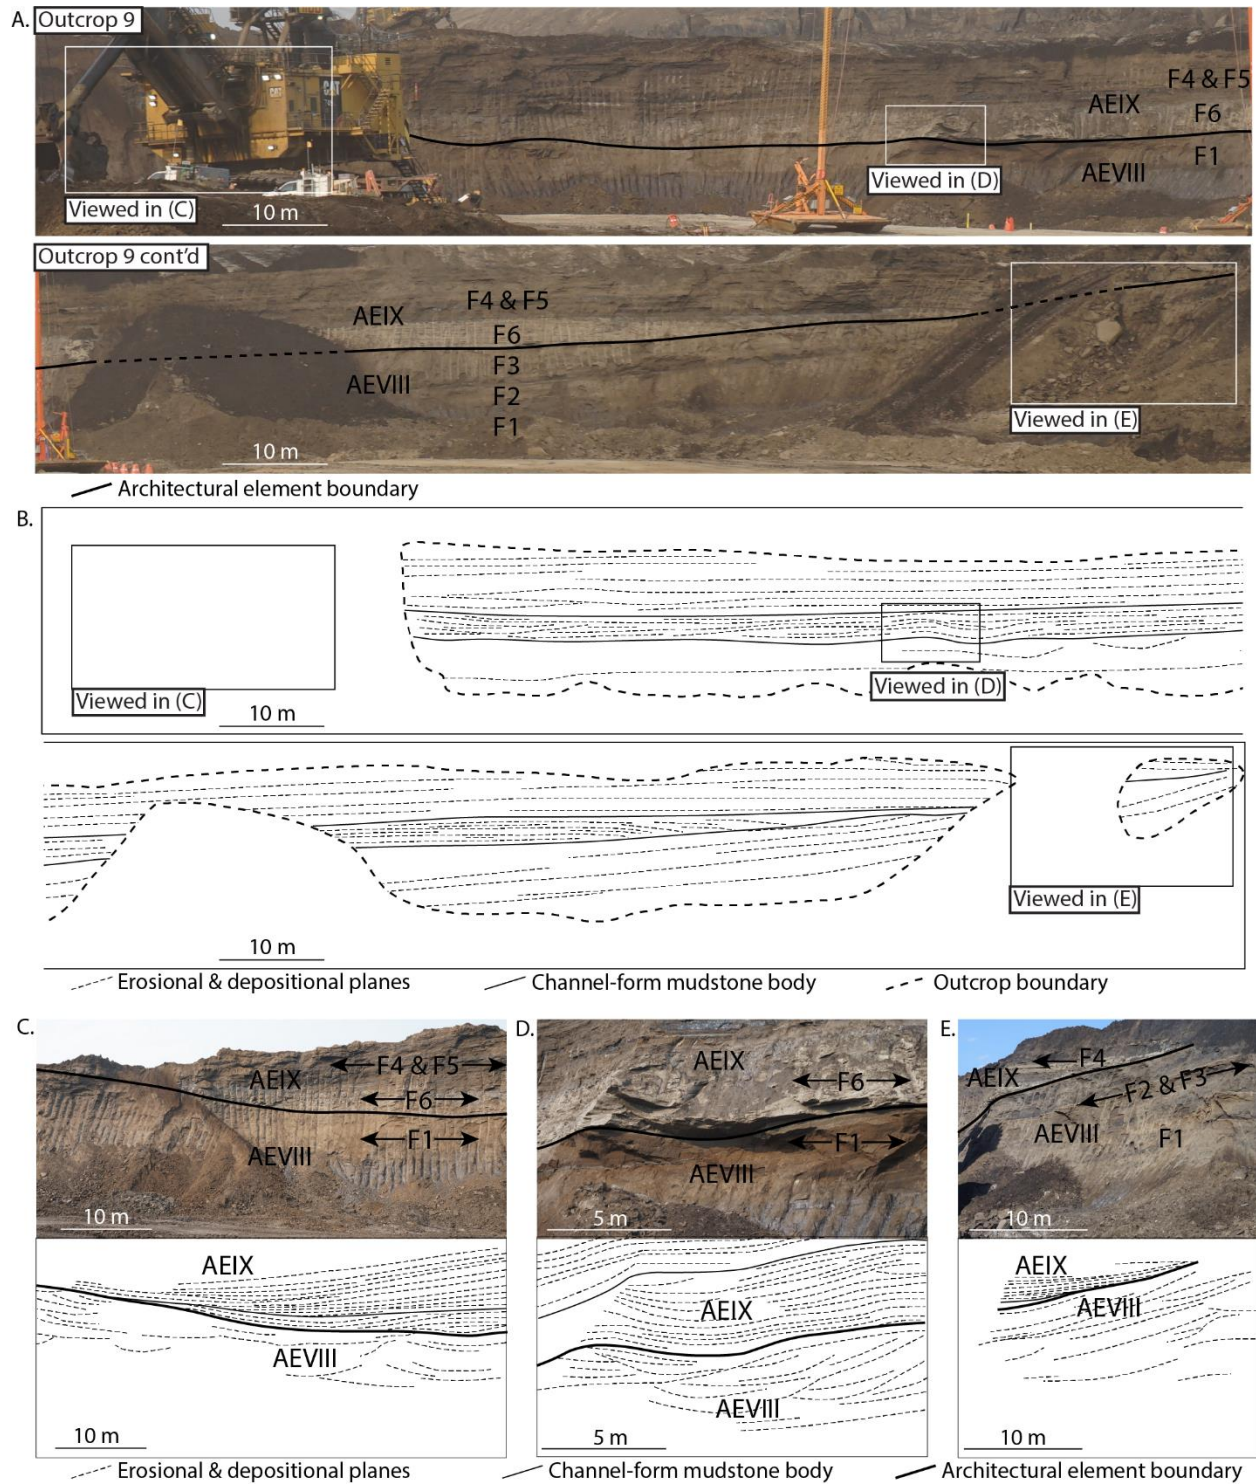 A.
Outcrop 9
CAT
CAT
F4 & F5
AEIX
F6
F1
AEVIII
Viewed in (C)
10 m
Viewed in (D)
Outcrop 9 cont'd
F4 & F5
AEIX
F6
F3
AEVIII
F2
F1
10 m
Viewed in (E)
Architectural element boundary
B.
Viewed in (C)
10 m
Viewed in (D)
10 m
Viewed in (E)
Erosional & depositional planes
Channel-form mudstone body
Outcrop boundary
C.
F4 & F5
AEIX
F6
F1
AEVIII
10 m
AEIX
AEVIII
10 m
D.
AEIX
F6
F1
AEVIII
5 m
AEIX
AEVIII
5 m
E.
F4
AEIX
F2 & F3
AEVIII
F1
10 m
AEIX
AEVIII
10 m
Erosional & depositional planes
Channel-form mudstone body
Architectural element boundary